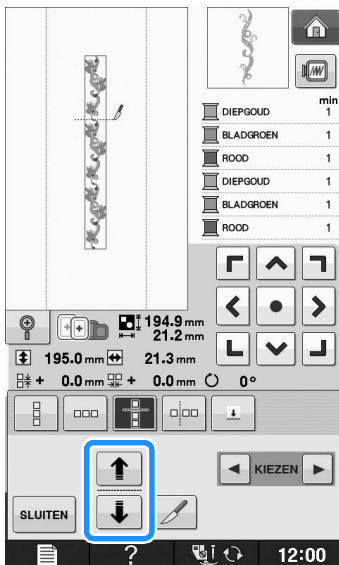 min
DIEPGOUD 1
BLADGROEN 1
ROOD 1
DIEPGOUD 1
BLADGROEN 1
ROOD 1
194.9 mm
21.2 mm
195.0 mm 21.3 mm
+ 0.0 mm + 0.0 mm 0°
KIEZEN
SLUITEN
? 12:00